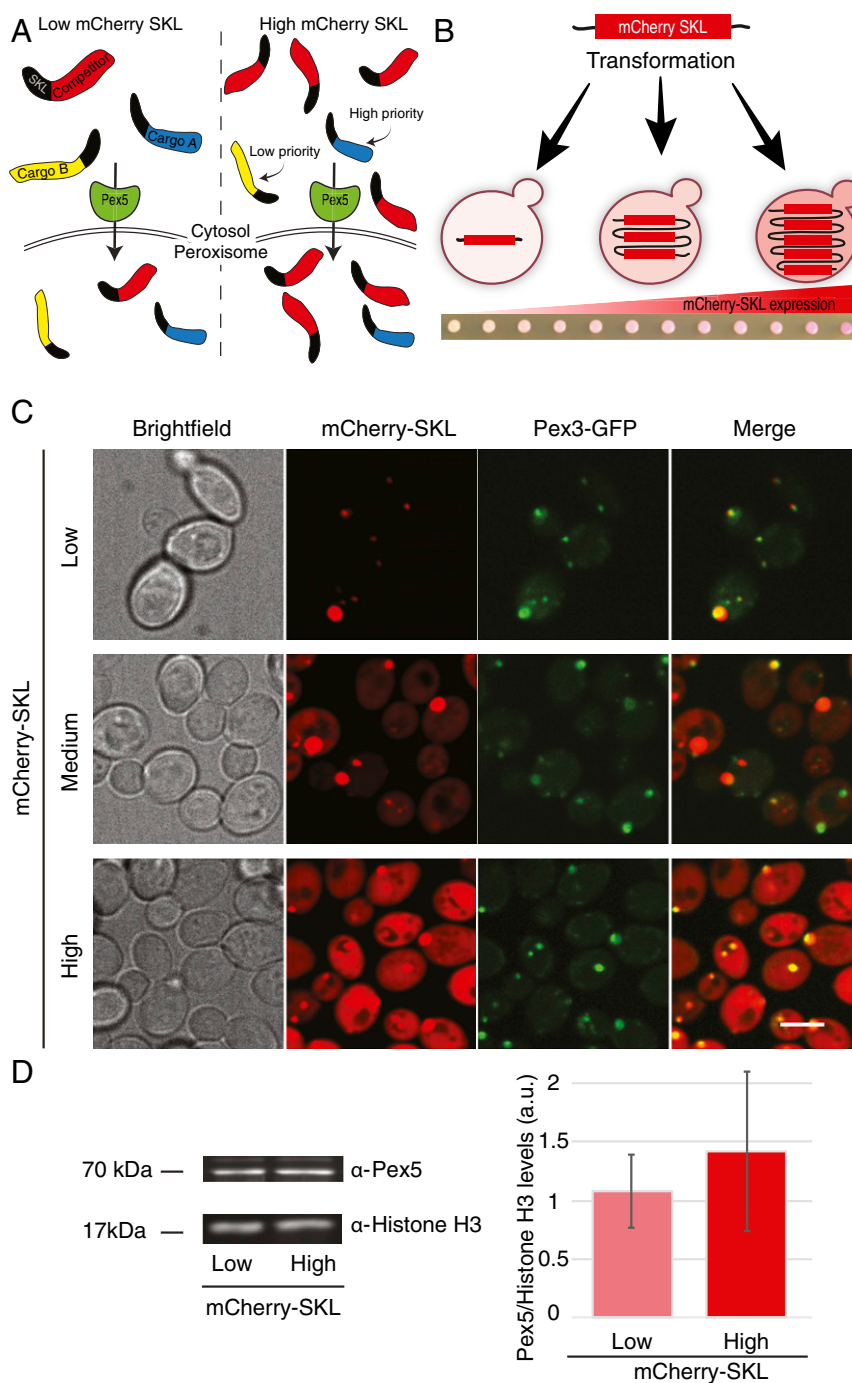 A
Low mCherry SKL
High mCherry SKL
SKL
Competitor
Cargo A
Cargo B
High priority
Low priority
Pex5
Pex5
Cytosol
Peroxisome
B
mCherry SKL
Transformation
mCherry-SKL expression
C
Brightfield
mCherry-SKL
Pex3-GFP
Merge
mCherry-SKL
Low
Medium
High
D
70 kDa
α-Pex5
17kDa
α-Histone H3
Low
High
mCherry-SKL
Pex5/Histone H3 levels (a.u.)
2
1.5
1
0.5
0
Low
High
mCherry-SKL